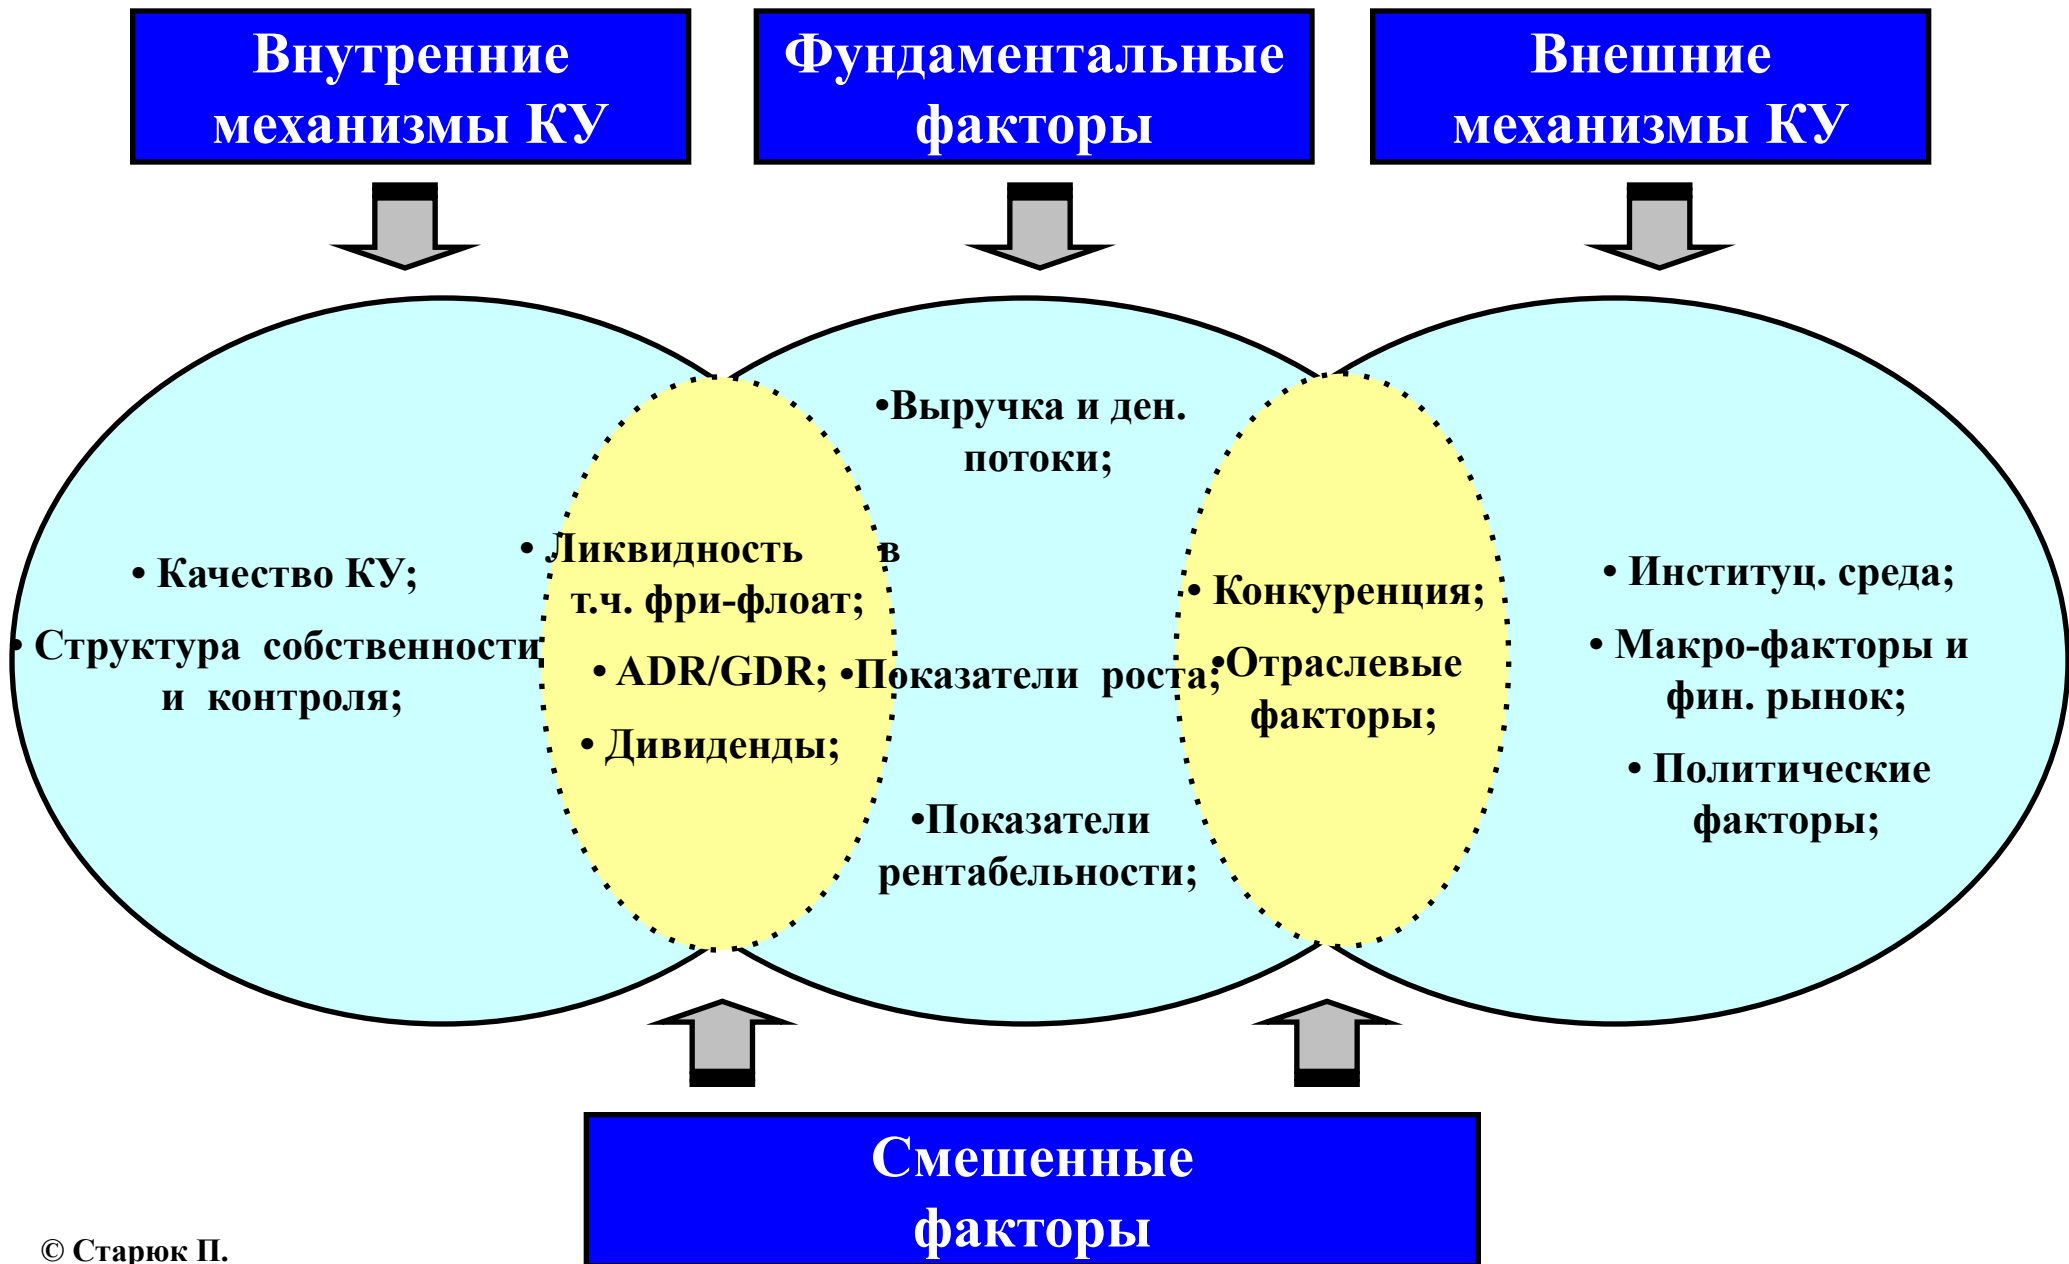 Внутренние
механизмы КУ
Фундаментальные
факторы
Внешние
механизмы КУ
• Качество КУ;
• Структура собственности
и контроля;
• Ликвидность в
т.ч. фри-флоат;
• ADR/GDR;
• Дивиденды;
•Выручка и ден.
потоки;
•Показатели роста;
•Показатели
рентабельности;
• Конкуренция;
•Отраслевые
факторы;
• Институц. среда;
• Макро-факторы и
фин. рынок;
• Политические
факторы;
Смешенные
факторы
© Старюк П.